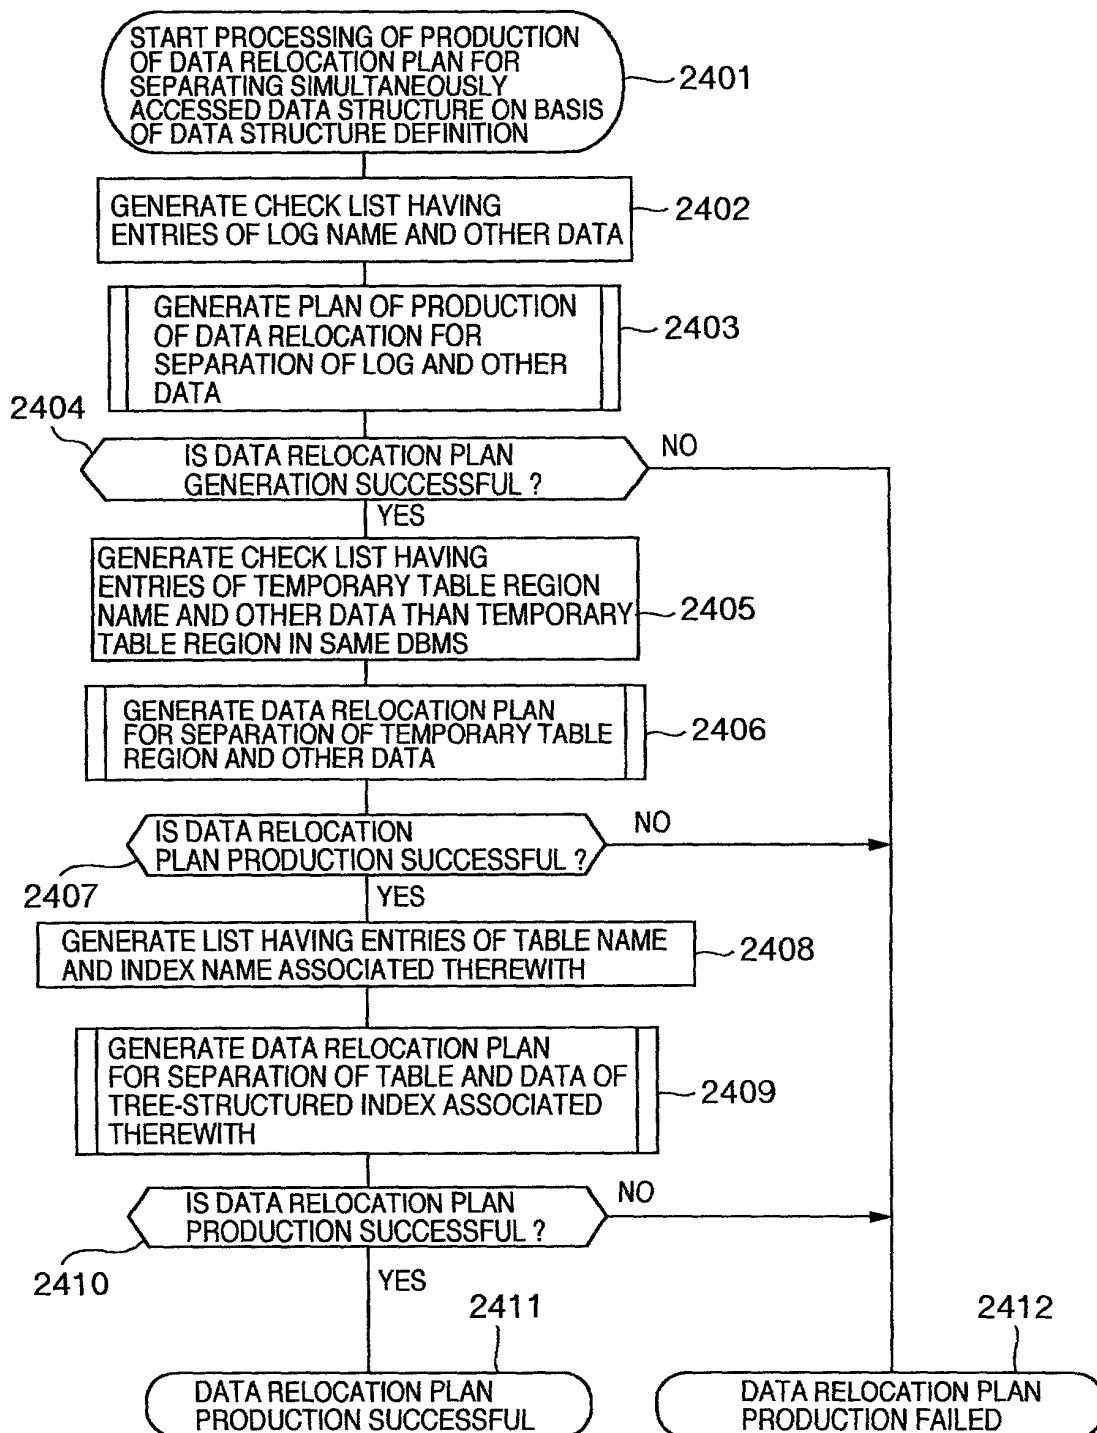 START PROCESSING OF PRODUCTION
OF DATA RELOCATION PLAN FOR
SEPARATING SIMULTANEOUSLY
ACCESSED DATA STRUCTURE ON BASIS
OF DATA STRUCTURE DEFINITION
2401
GENERATE CHECK LIST HAVING
ENTRIES OF LOG NAME AND OTHER DATA
2402
GENERATE PLAN OF PRODUCTION
OF DATA RELOCATION FOR
SEPARATION OF LOG AND OTHER
DATA
2403
2404
IS DATA RELOCATION PLAN
GENERATION SUCCESSFUL ?
NO
YES
GENERATE CHECK LIST HAVING
ENTRIES OF TEMPORARY TABLE REGION
NAME AND OTHER DATA THAN TEMPORARY
TABLE REGION IN SAME DBMS
2405
GENERATE DATA RELOCATION PLAN
FOR SEPARATION OF TEMPORARY TABLE
REGION AND OTHER DATA
2406
IS DATA RELOCATION
PLAN PRODUCTION SUCCESSFUL ?
NO
2407
YES
GENERATE LIST HAVING ENTRIES OF TABLE NAME
AND INDEX NAME ASSOCIATED THEREWITH
2408
GENERATE DATA RELOCATION PLAN
FOR SEPARATION OF TABLE AND DATA OF
TREE-STRUCTURED INDEX ASSOCIATED
THEREWITH
2409
IS DATA RELOCATION PLAN
PRODUCTION SUCCESSFUL ?
NO
2410
YES
2411
2412
DATA RELOCATION PLAN
PRODUCTION SUCCESSFUL
DATA RELOCATION PLAN
PRODUCTION FAILED